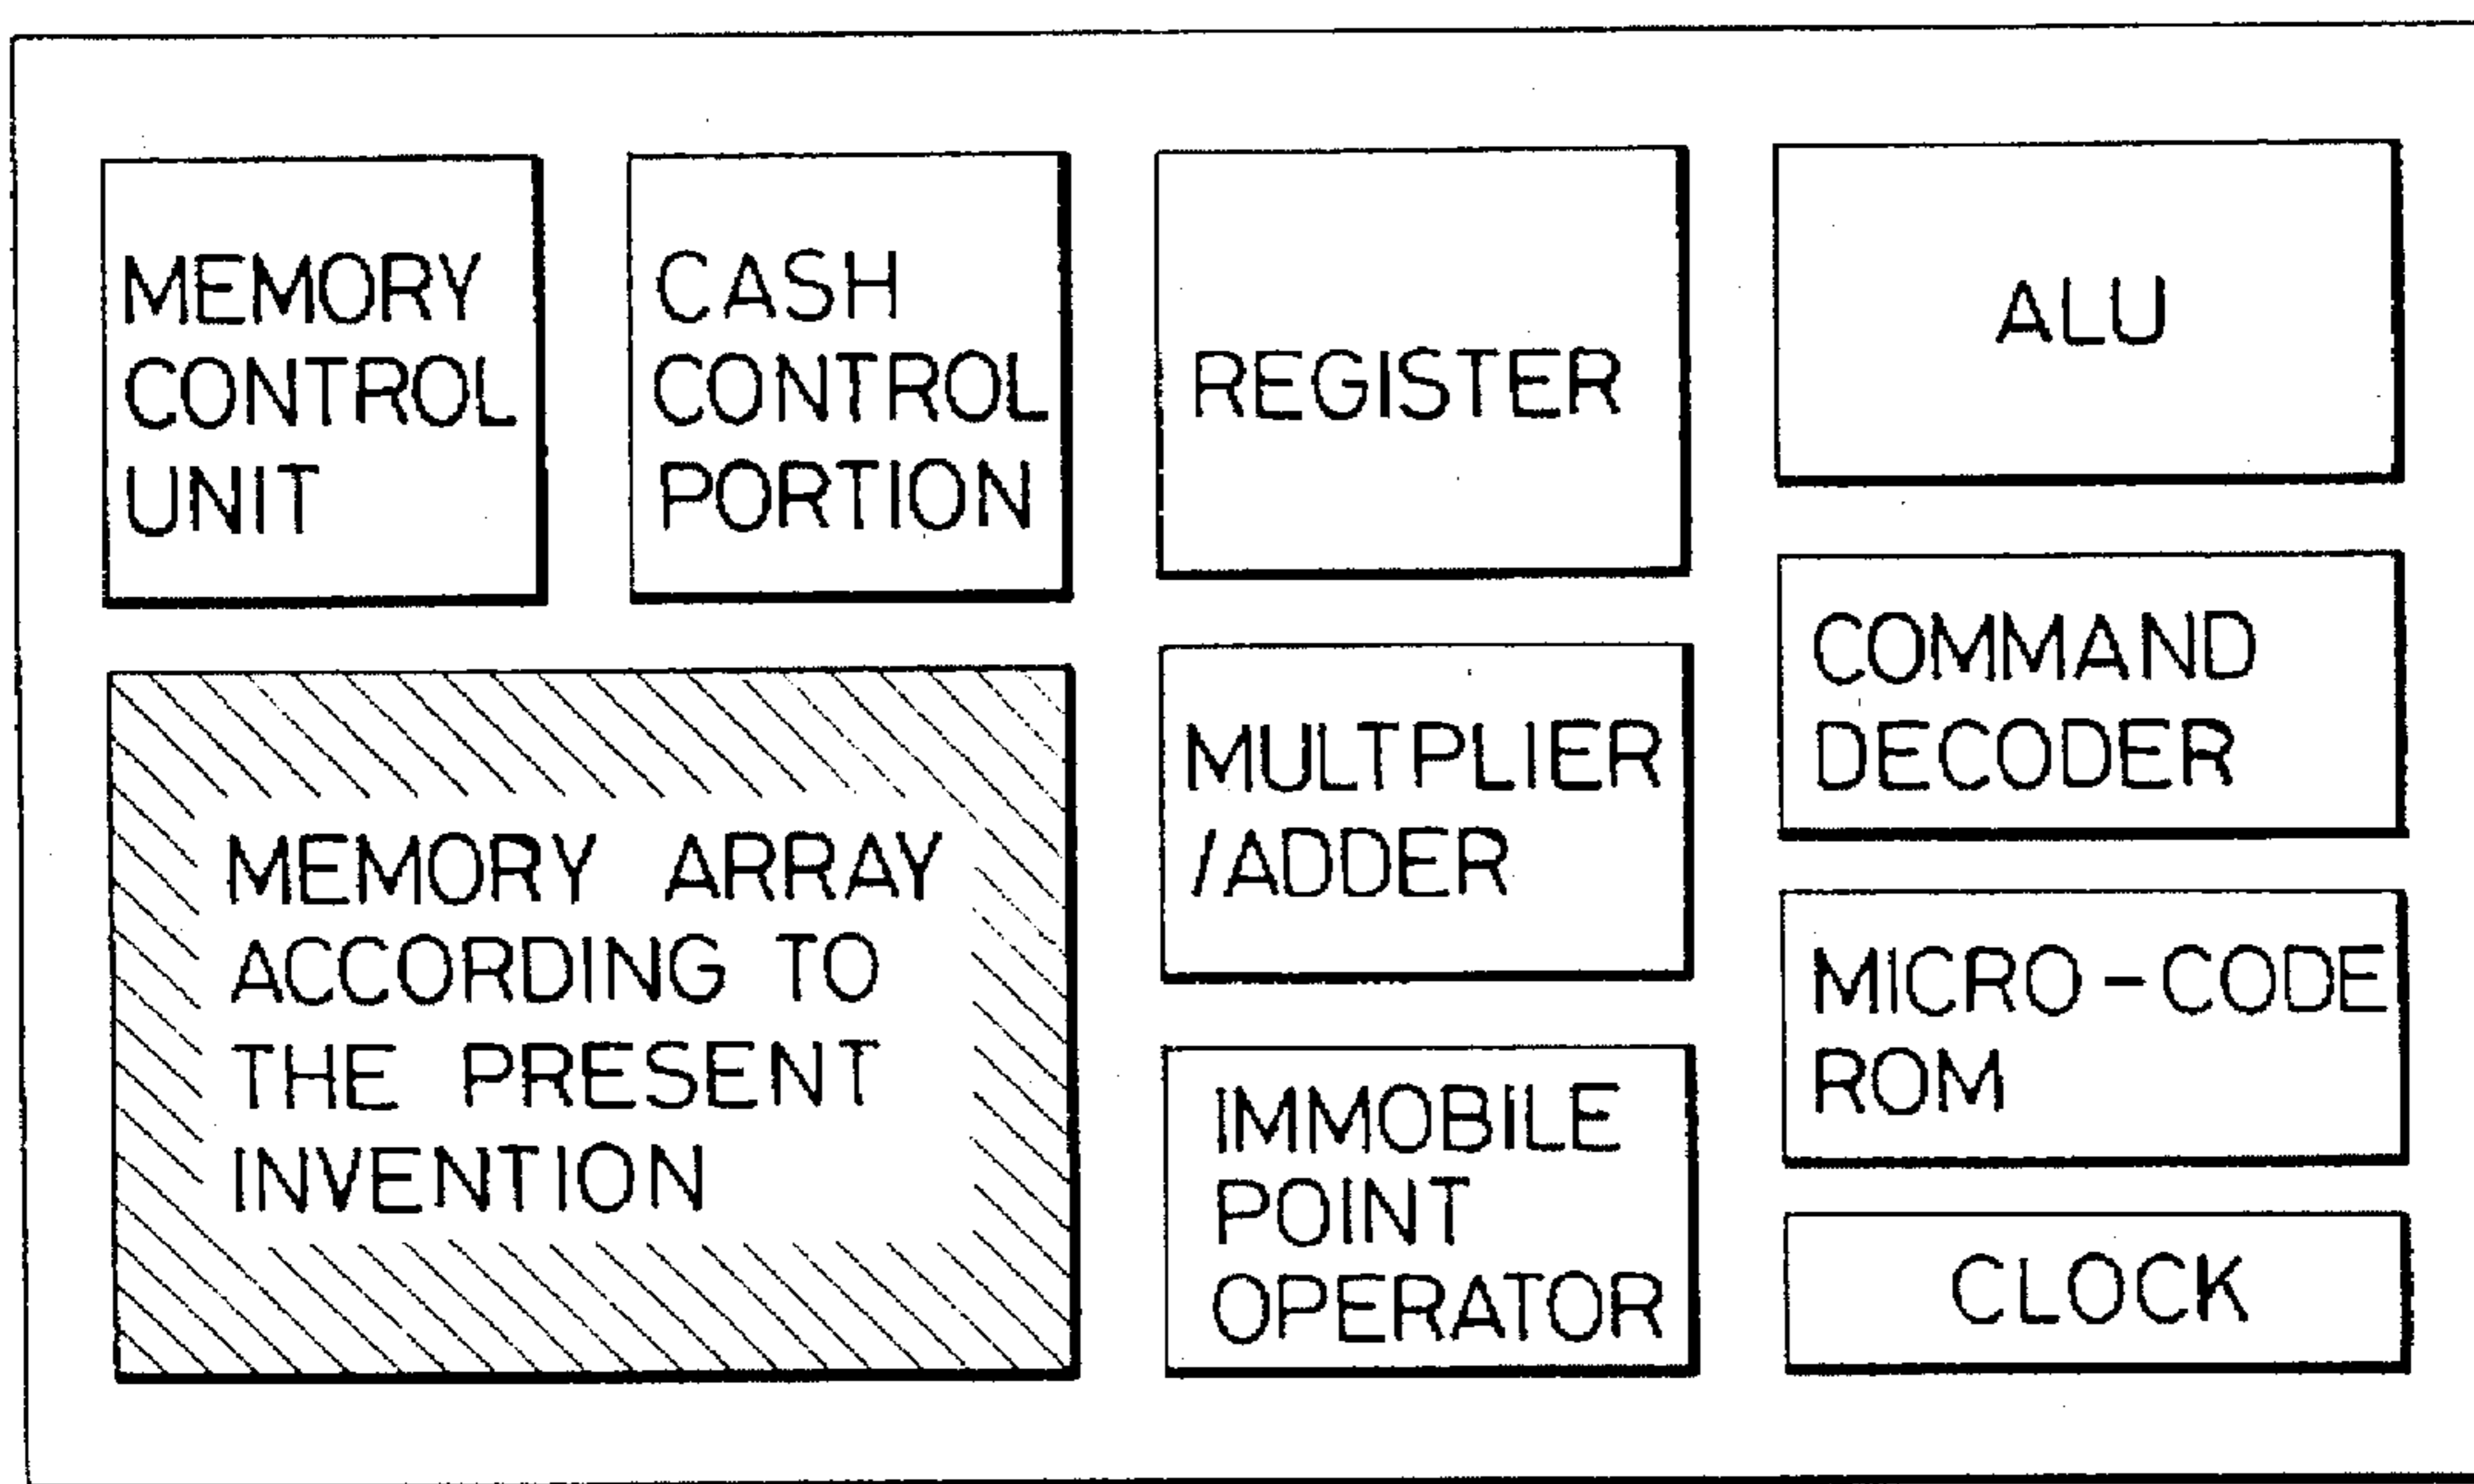 MEMORY
CONTROL
UNIT
CASH
CONTROL
PORTION
REGISTER
ALU
COMMAND
DECODER
MEMORY ARRAY
ACCORDING TO
THE PRESENT
INVENTION
MULTPLIER
/ADDER
MICRO-CODE
ROM
IMMOBILE
POINT
OPERATOR
CLOCK